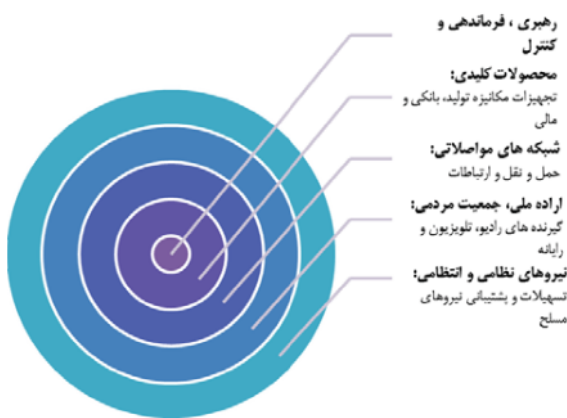 رهبری ، فرماندهی و
کنترل
محصولات کلیدی:
تجهیزات مکانیزه تولید، بانکی و
مالی
شبکه های مواصلاتی:
حمل و نقل و ارتباطات
اراده ملی، جمعیت مردمی:
گیرنده های رادیو، تلویزیون و
رایانه
نیروهای نظامی و انتظامی:
تسهیلات و پشتیبانی نیروهای
مسلح